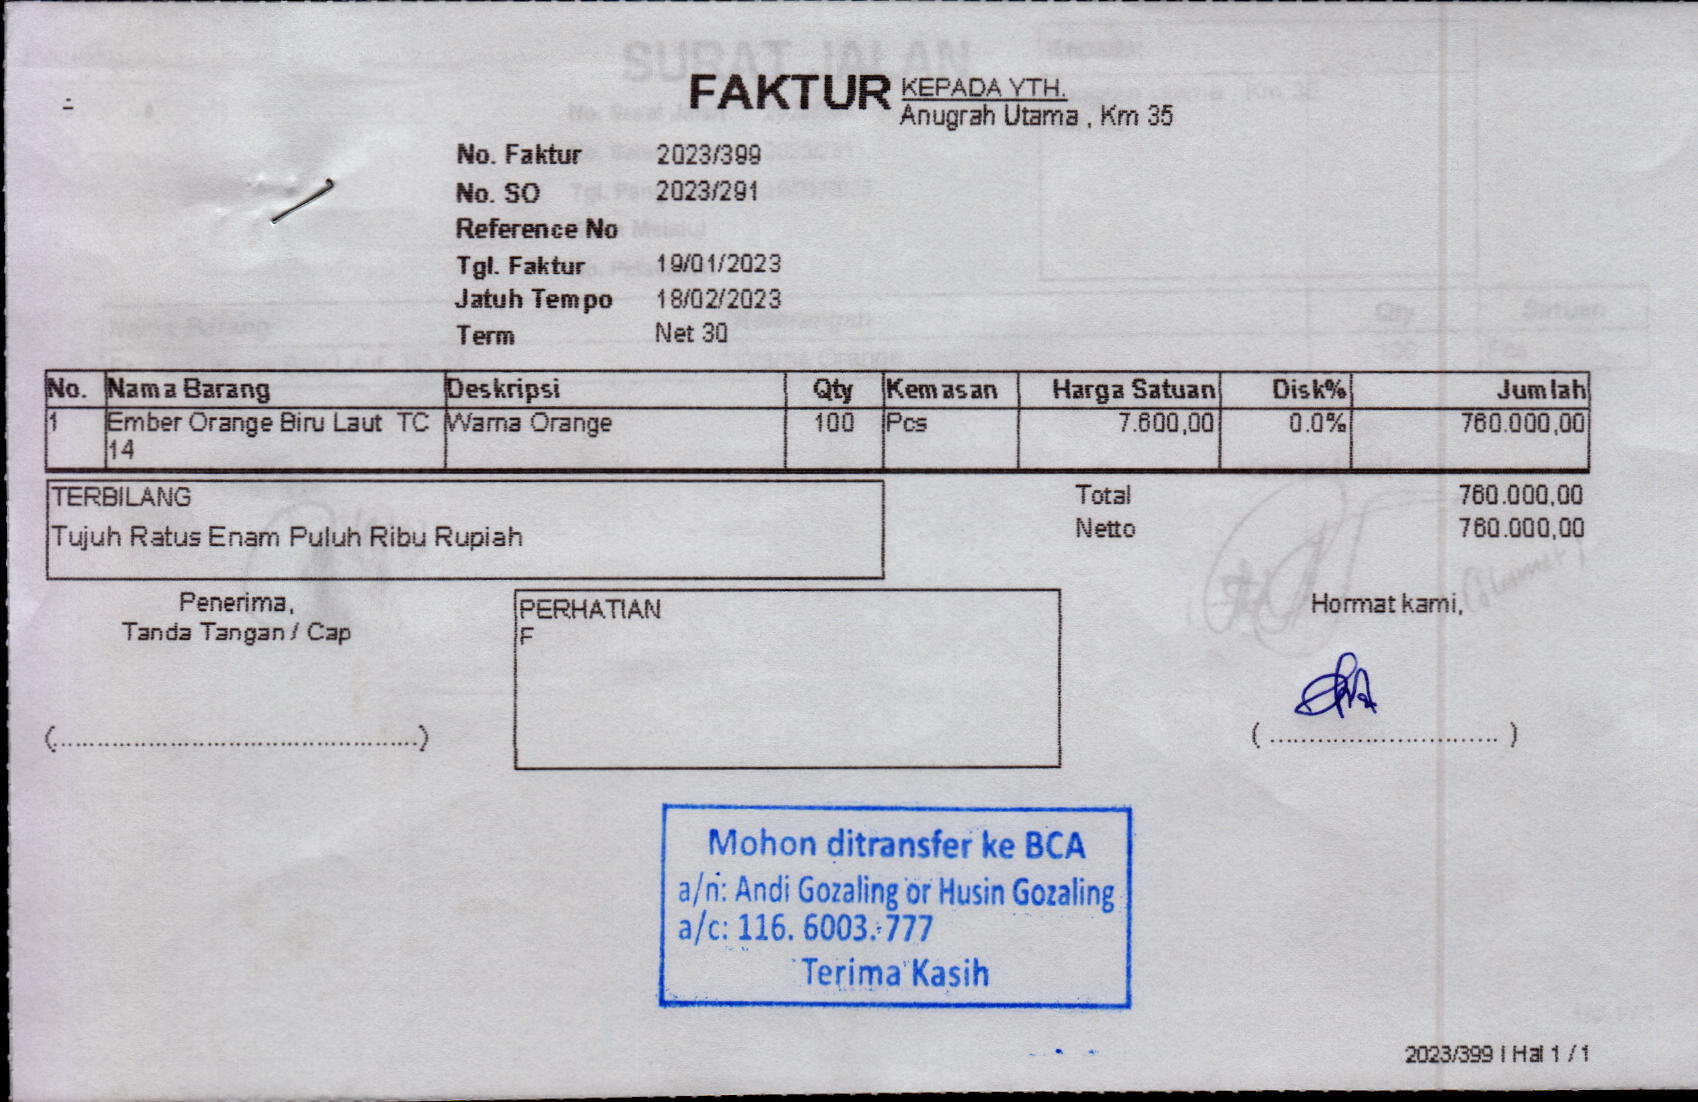 FAKTUR
KEPADA YTH.
Anugrah Utama , Km 35
No. Faktur 2023/399
No. SO 2023/291
Reference No
Tgl. Faktur 19/01/2023
Jatuh Tempo 18/02/2023
Term Net 30
No. Nama Barang Deskripsi Qty Kemasan Harga Satuan Disk% Jumlah
1 Ember Orange Biru Laut TC Warna Orange 100 Pcs 7.600,00 0.0% 760.000,00
14
TERBILANG
Tujuh Ratus Enam Puluh Ribu Rupiah
Total 760.000,00
Netto 760.000,00
Penerima,
Tanda Tangan / Cap
PERHATIAN
F
Hormat kami,
(..............................................)
( ............................. )
Mohon ditransfer ke BCA
a/n: Andi Gozaling or Husin Gozaling
a/c: 116. 6003. 777
Terima Kasih
2023/399 | Hal 1 / 1
SURAT JALAN